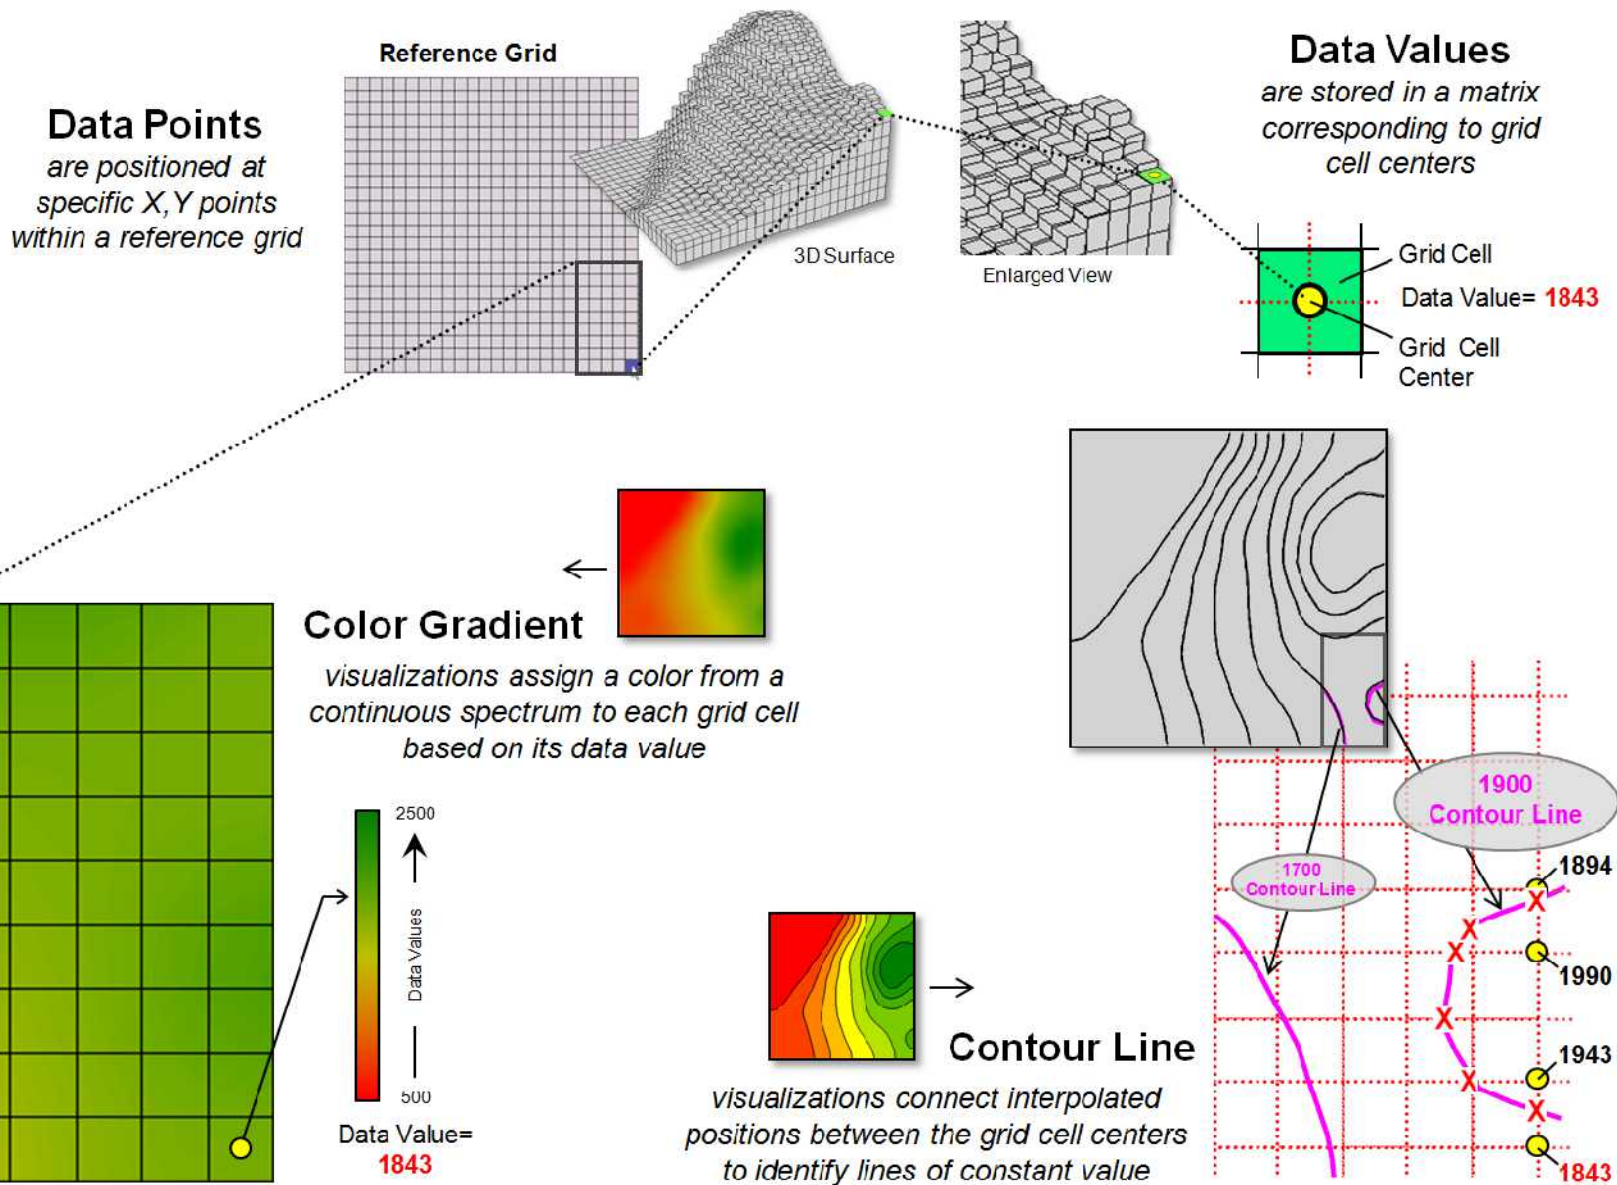 Reference Grid
Data Points
are positioned at
specific X,Y points
within a reference grid
3D Surface
Enlarged View
Data Values
are stored in a matrix
corresponding to grid
cell centers
Grid Cell
Data Value= 1843
Grid Cell
Center
Color Gradient
visualizations assign a color from a
continuous spectrum to each grid cell
based on its data value
2500
Data Values
500
Data Value=
1843
Contour Line
visualizations connect interpolated
positions between the grid cell centers
to identify lines of constant value
1900
Contour Line
1700
Contour Line
1894
X
X
X
1990
X
1943
X
X
1843